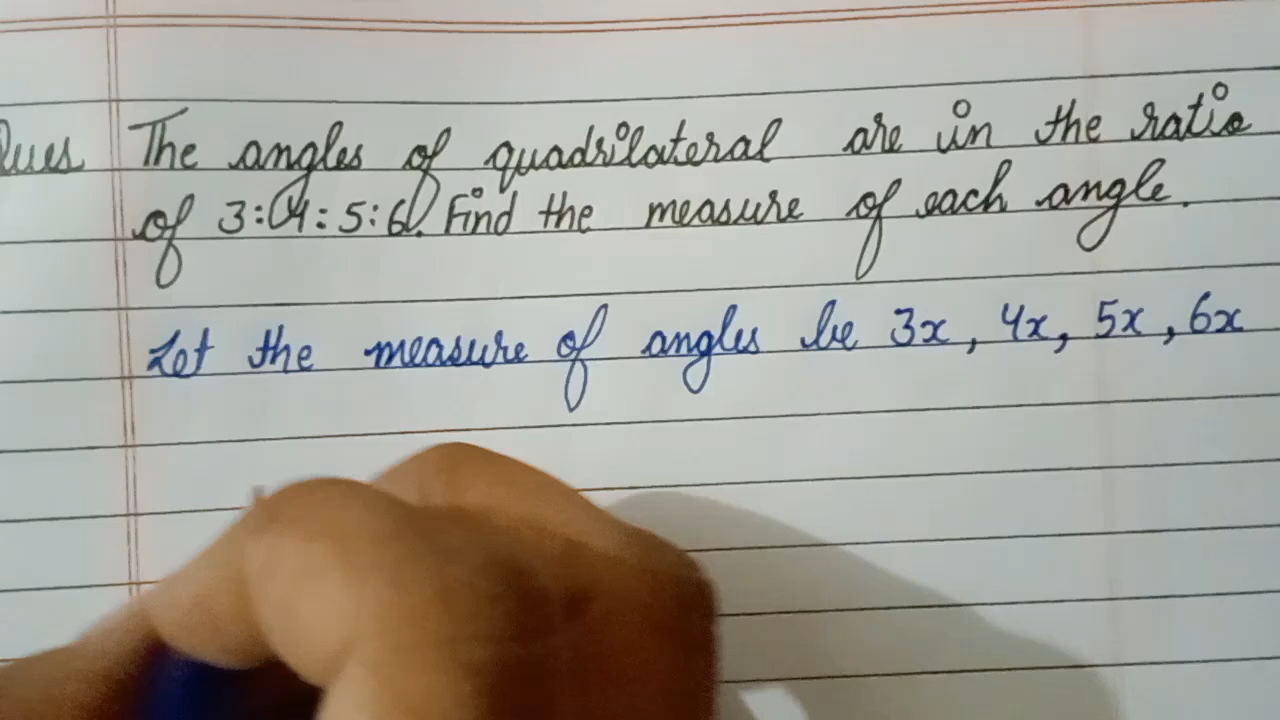 Ques The angles of quadrilateral are in the ratio
of 3:4:5:6. Find the measure of each angle.
Let the measure of angles be 3x, 4x, 5x, 6x